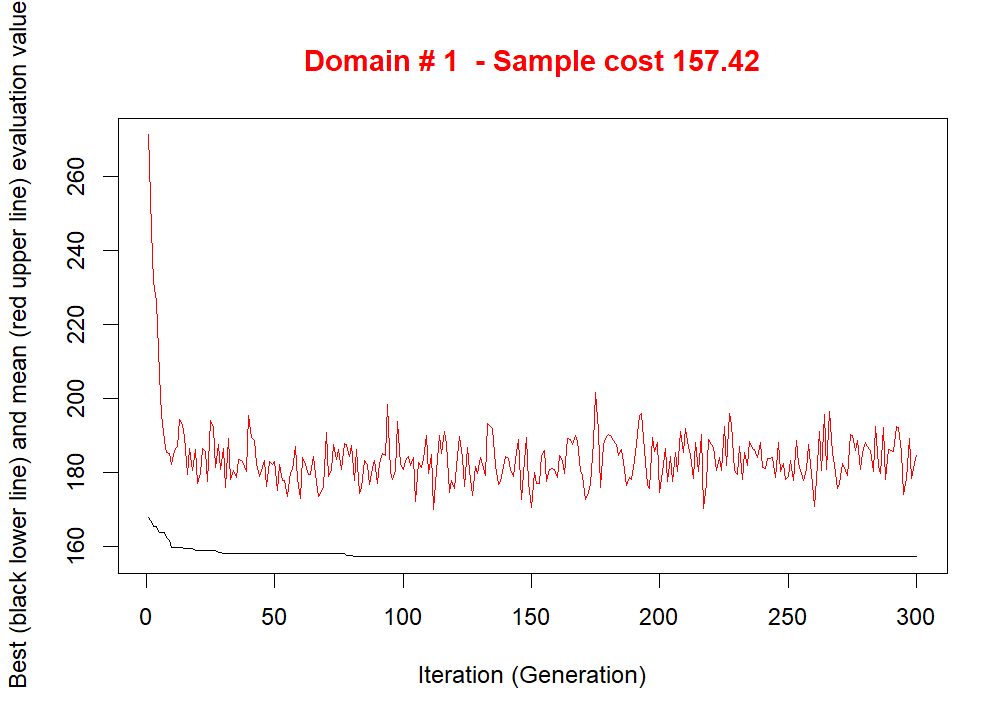 Domain # 1  - Sample cost 157.42
Best (black lower line) and mean (red upper line) evaluation value
260
240
220
200
180
160
0 50 100 150 200 250 300
Iteration (Generation)